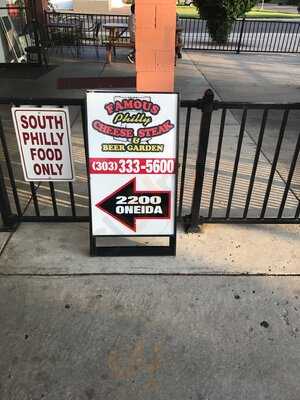 SOUTH
PHILLY
FOOD
ONLY
FAMOUS
Philly
CHEESE STEAK
&
BEER GARDEN
(303) 333-5600
2200
ONEIDA